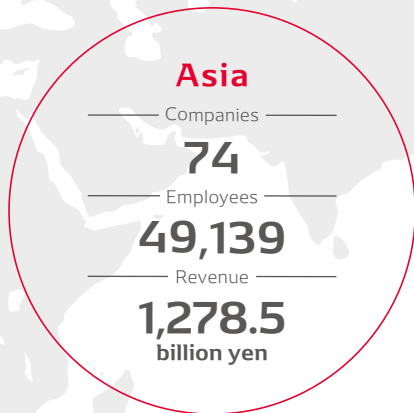 Asia
Companies
74
Employees
49,139
Revenue
1,278.5
billion yen